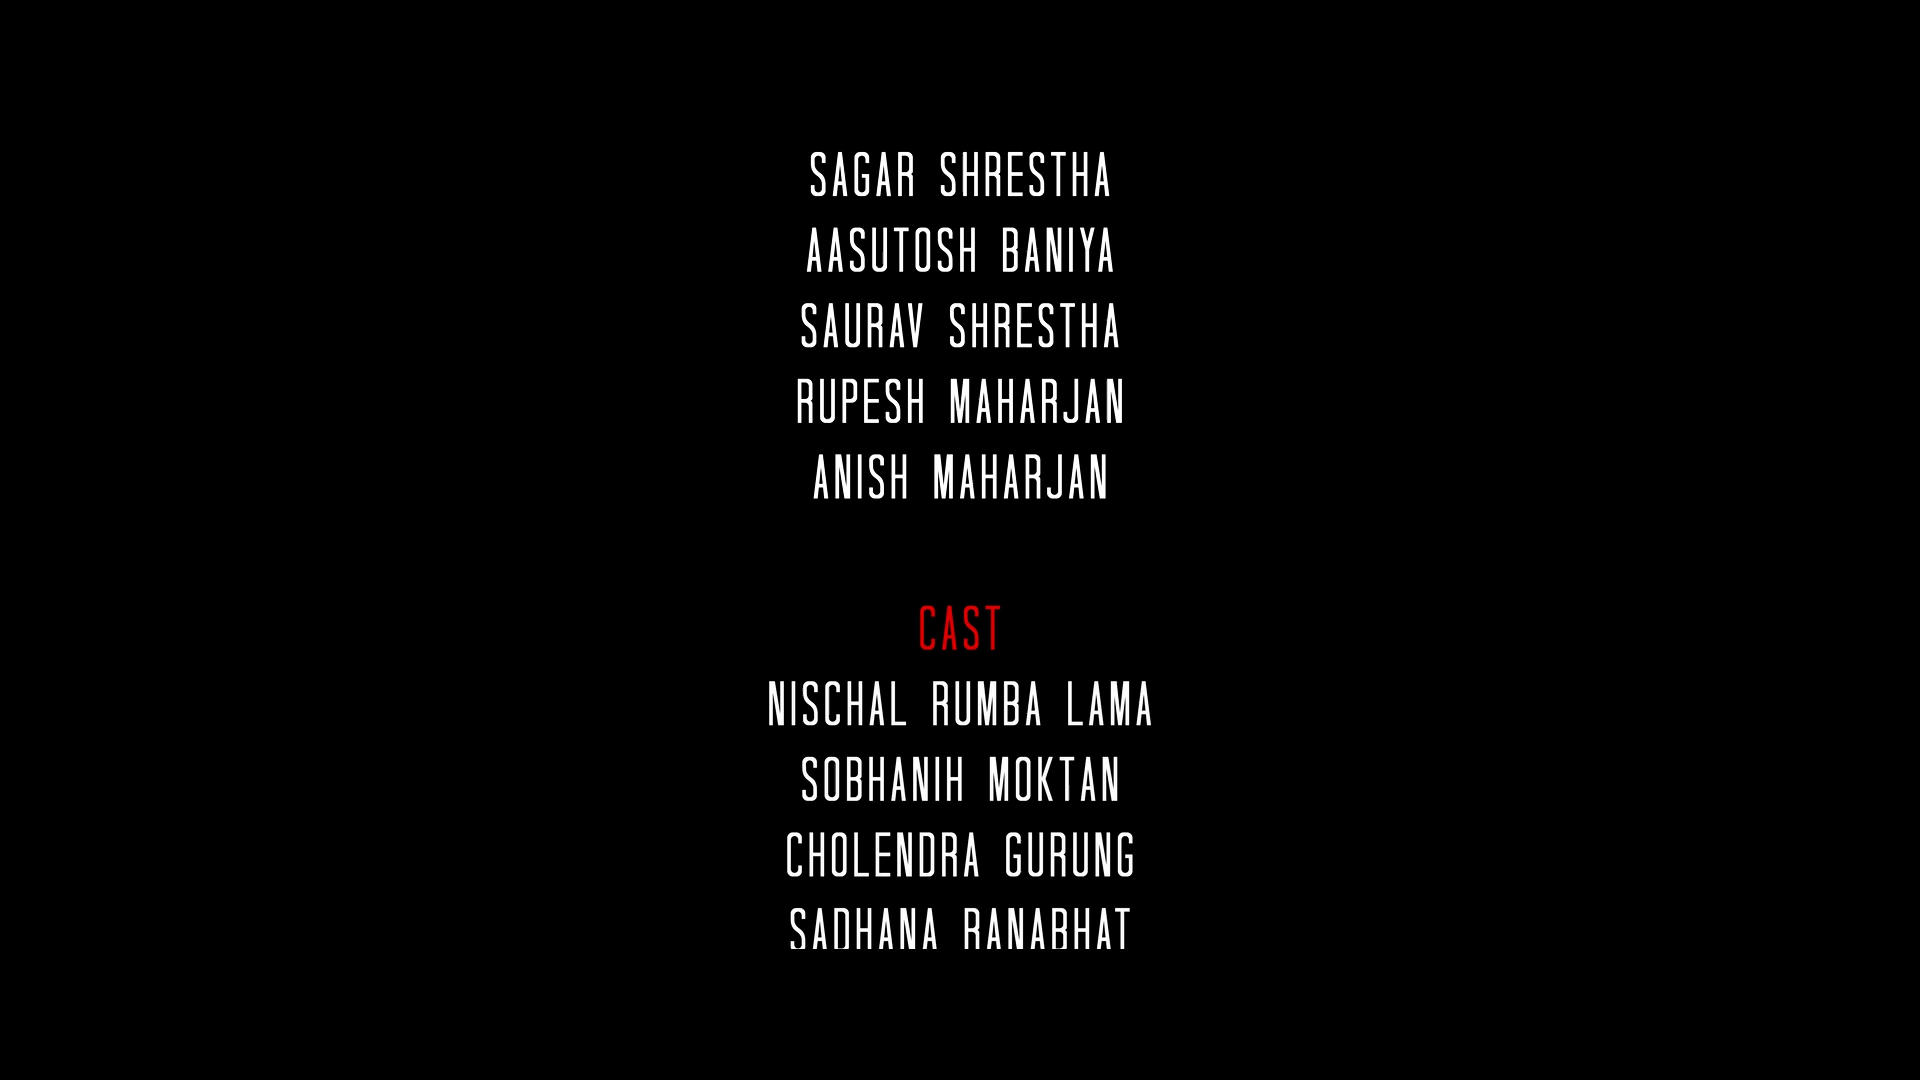 SAGAR SHRESTHA
AASUTOSH BANIYA
SAURAV SHRESTHA
RUPESH MAHARJAN
ANISH MAHARJAN
CAST
NISCHAL RUMBA LAMA
SOBHANIH MOKTAN
CHOLENDRA GURUNG
SADHANA RANABHAT